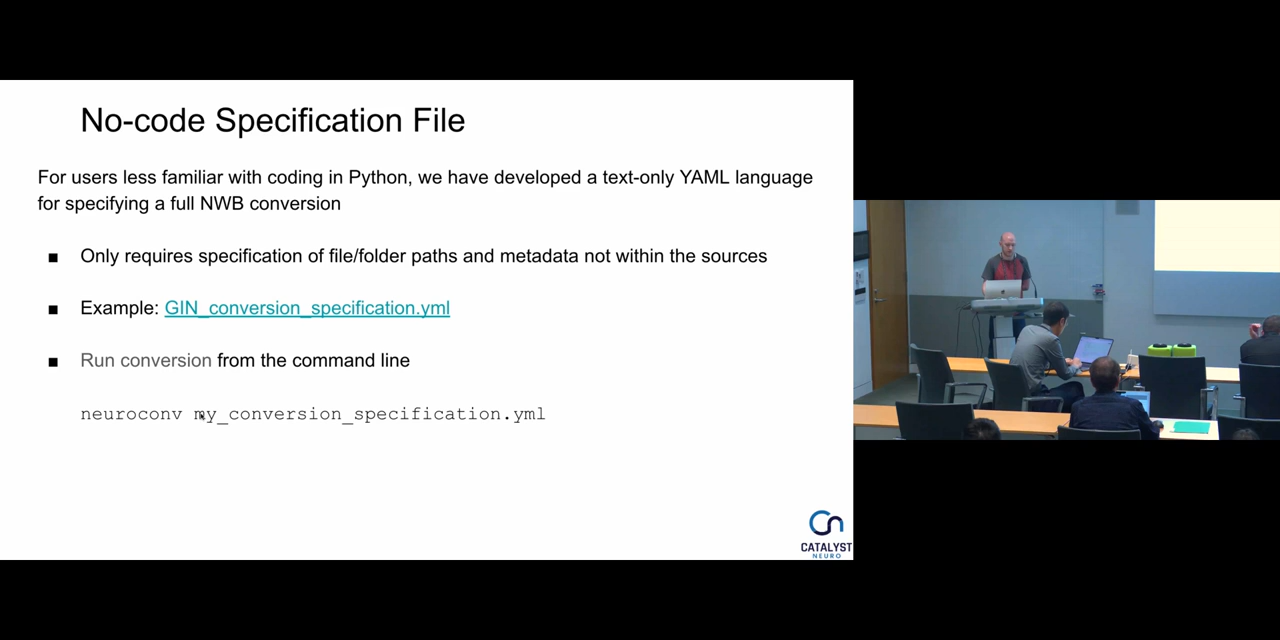 No-code Specification File
For users less familiar with coding in Python, we have developed a text-only YAML language
for specifying a full NWB conversion
■ Only requires specification of file/folder paths and metadata not within the sources
■ Example: GIN_conversion_specification.yml
■ Run conversion from the command line
neuroconv my_conversion_specification.yml
CATALYST
NEURO